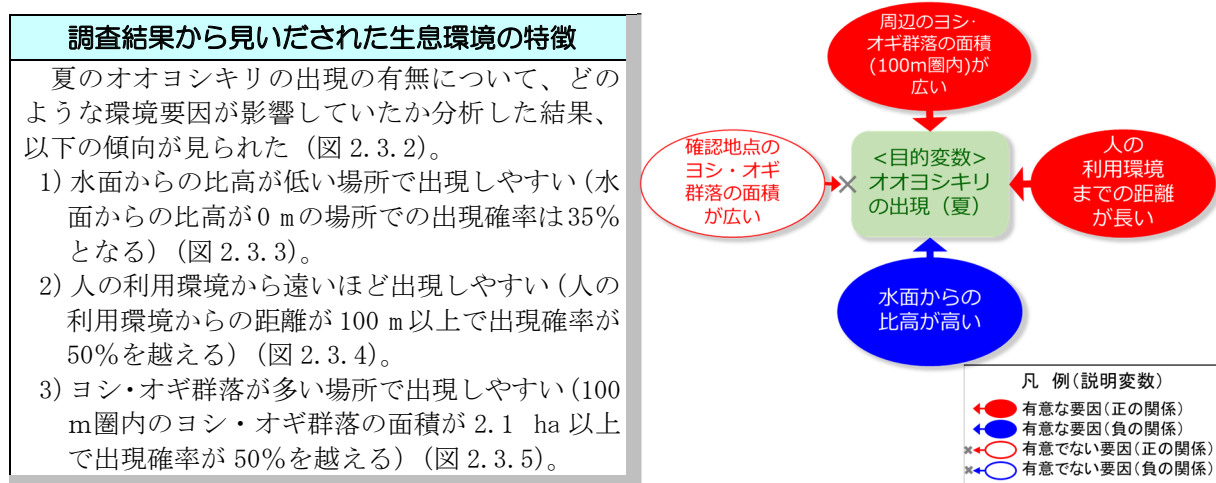 調査結果から見いだされた生息環境の特徴
夏のオオヨシキリの出現の有無について、どの
ような環境要因が影響していたか分析した結果、
以下の傾向が見られた（図 2.3.2）。
1) 水面からの比高が低い場所で出現しやすい（水
面からの比高が0 mの場所での出現確率は35%
となる）（図 2.3.3）。
2) 人の利用環境から遠いほど出現しやすい（人の
利用環境からの距離が 100 m以上で出現確率が
50%を越える）（図 2.3.4）。
3) ヨシ・オギ群落が多い場所で出現しやすい（100
m圏内のヨシ・オギ群落の面積が 2.1 ha 以上
で出現確率が 50%を越える）（図 2.3.5）。
周辺のヨシ・
オギ群落の面積
(100m圏内)が
広い
確認地点の
ヨシ・オギ
群落の面積
が広い
<目的変数>
オオヨシキリ
の出現（夏）
人の
利用環境
までの距離
が長い
水面からの
比高が高い
凡 例(説明変数)
有意な要因(正の関係)
有意な要因(負の関係)
有意でない要因(正の関係)
有意でない要因(負の関係)